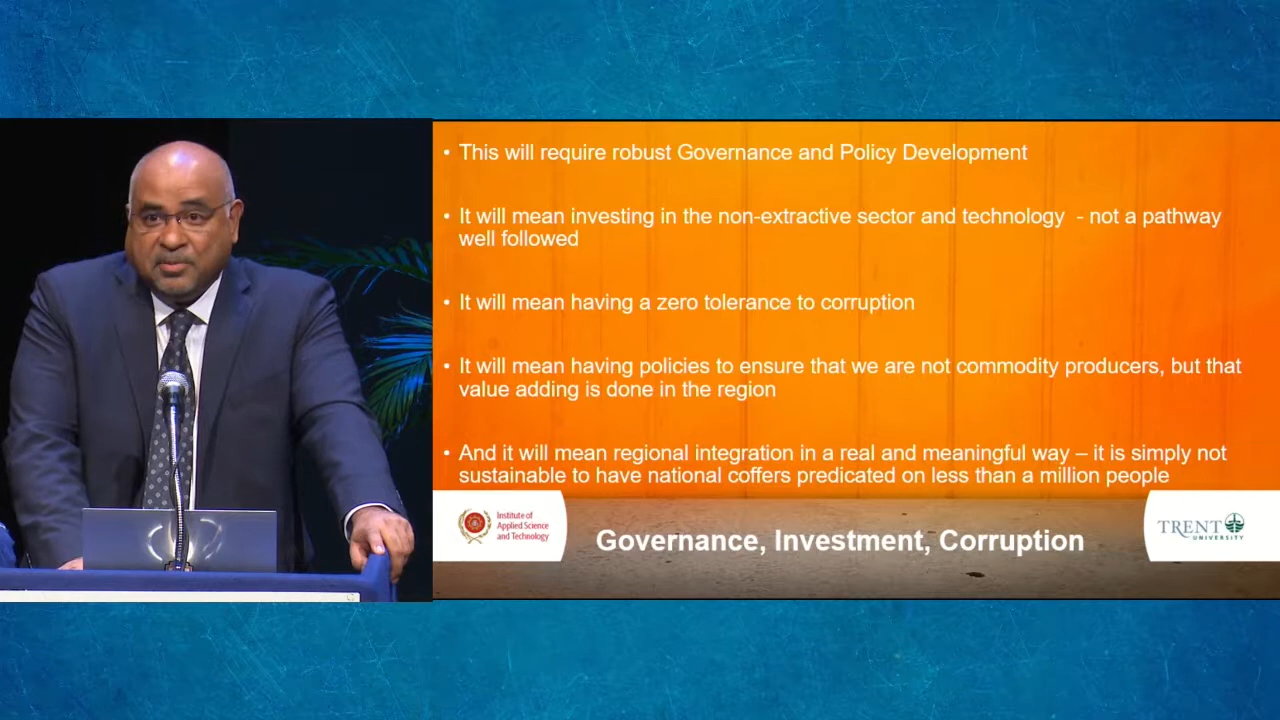 • This will require robust Governance and Policy Development
• It will mean investing in the non-extractive sector and technology - not a pathway
well followed
• It will mean having a zero tolerance to corruption
• It will mean having policies to ensure that we are not commodity producers, but that
value adding is done in the region
• And it will mean regional integration in a real and meaningful way – it is simply not
sustainable to have national coffers predicated on less than a million people
Institute of
Applied Science
and Technology
Governance, Investment, Corruption
TRENT
UNIVERSITY